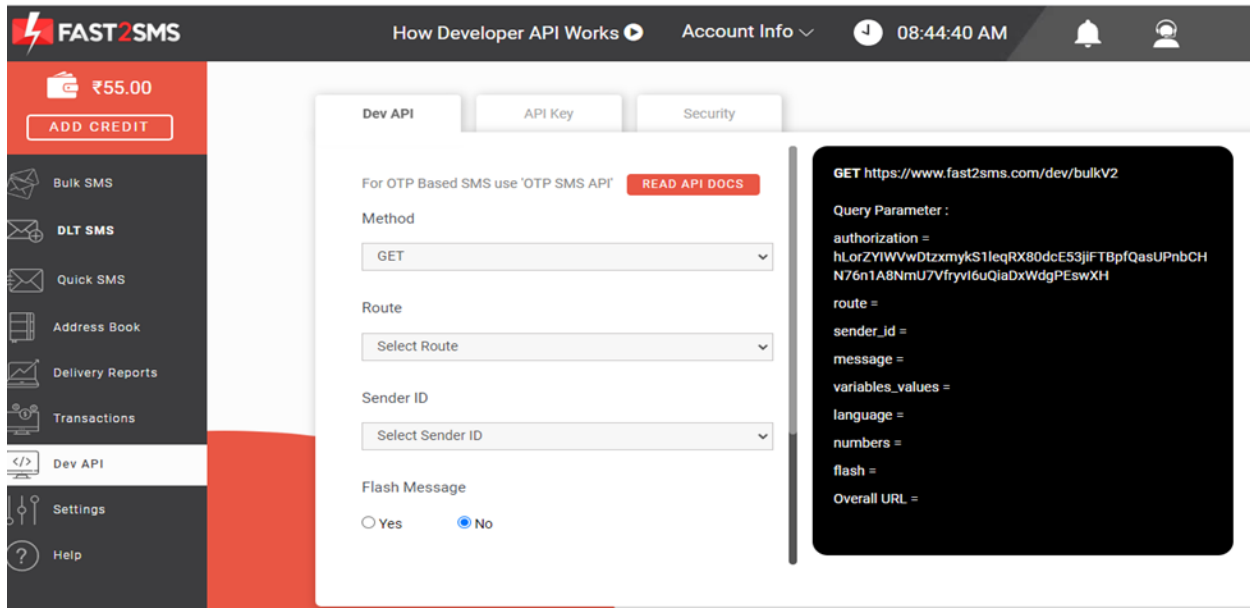 FAST2SMS
How Developer API Works
Account Info
08:44:40 AM
₹55.00
ADD CREDIT
Bulk SMS
DLT SMS
Quick SMS
Address Book
Delivery Reports
Transactions
Dev API
Settings
Help
Dev API
API Key
Security
For OTP Based SMS use 'OTP SMS API'
READ API DOCS
Method
GET
Route
Select Route
Sender ID
Select Sender ID
Flash Message
Yes
No
GET https://www.fast2sms.com/dev/bulkV2
Query Parameter :
authorization =
hLorZYIWVwDtzxmykS1leqRX80dcE53jiFTBpfQasUPnbCH
N76n1A8NmU7VfryvI6uQiaDxWdgPEswXH
route =
sender_id =
message =
variables_values =
language =
numbers =
flash =
Overall URL =